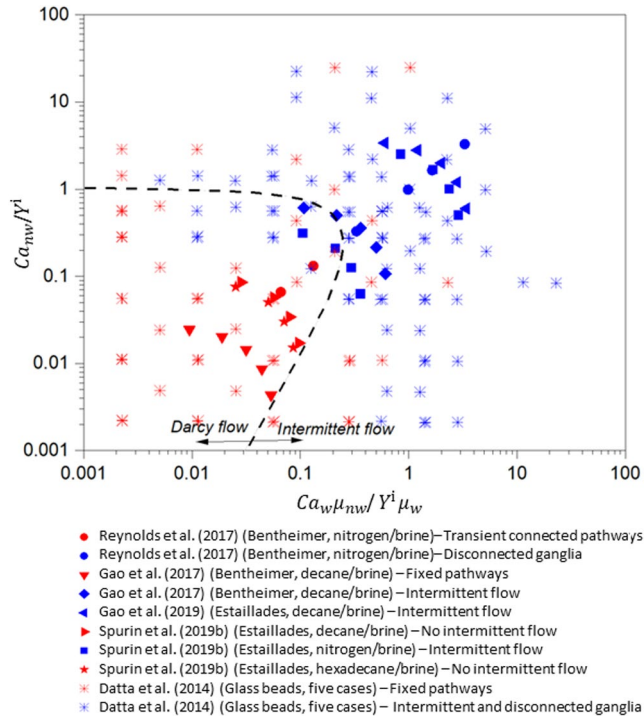 100
10
1
0.1
0.01
0.001
Ca_nw/Y^i
Darcy flow
Intermittent flow
0.001 0.01 0.1 1 10 100
Ca_w μ_nw / Y^i μ_w
Reynolds et al. (2017) (Bentheimer, nitrogen/brine)–Transient connected pathways
Reynolds et al. (2017) (Bentheimer, nitrogen/brine)–Disconnected ganglia
Gao et al. (2017) (Bentheimer, decane/brine) – Fixed pathways
Gao et al. (2017) (Bentheimer, decane/brine) – Intermittent flow
Gao et al. (2019) (Estaillades, decane/brine) – Intermittent flow
Spurin et al. (2019b) (Estaillades, decane/brine) – No intermittent flow
Spurin et al. (2019b) (Estaillades, nitrogen/brine) – Intermittent flow
Spurin et al. (2019b) (Estaillades, hexadecane/brine) – No intermittent flow
Datta et al. (2014) (Glass beads, five cases) – Fixed pathways
Datta et al. (2014) (Glass beads, five cases) – Intermittent and disconnected ganglia